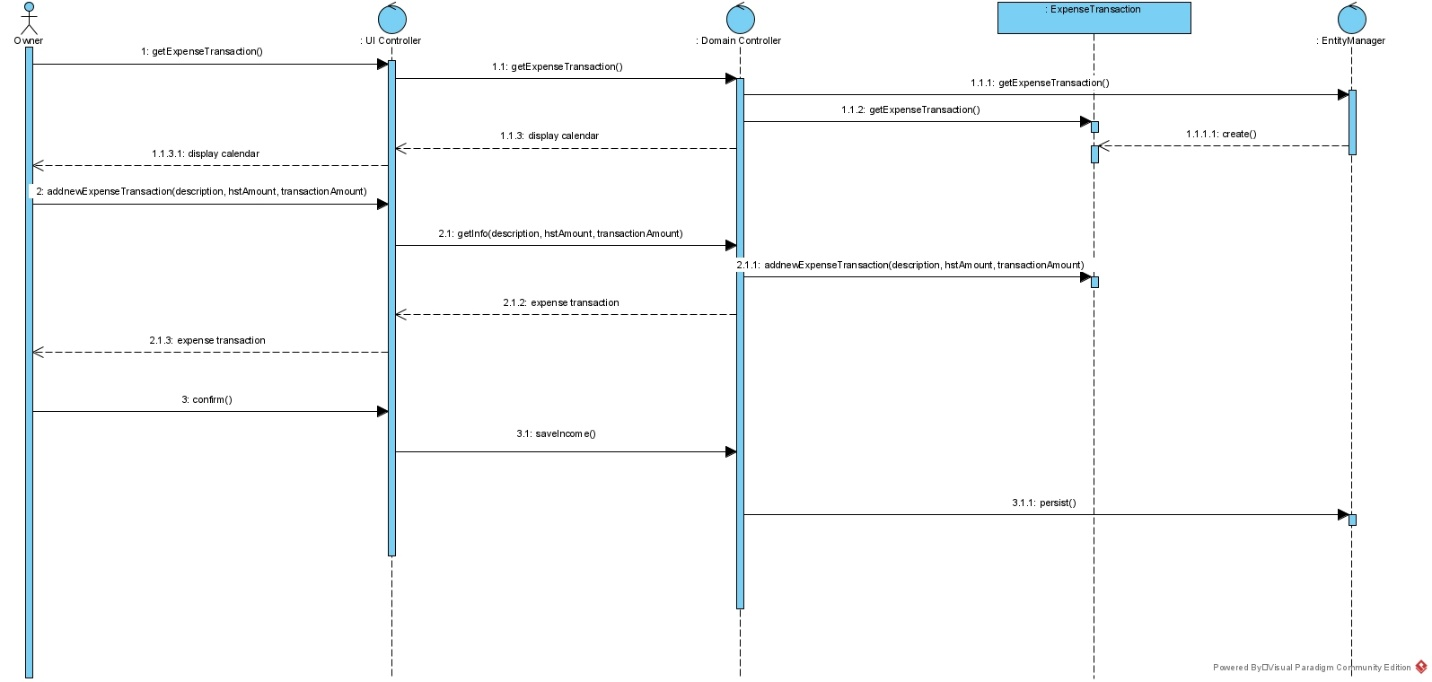 Owner
: UI Controller
: Domain Controller
: ExpenseTransaction
: EntityManager
1: getExpenseTransaction()
1.1: getExpenseTransaction()
1.1.1: getExpenseTransaction()
1.1.2: getExpenseTransaction()
1.1.1.1: create()
1.1.3: display calendar
1.1.3.1: display calendar
2: addnewExpenseTransaction(description, hstAmount, transactionAmount)
2.1: getInfo(description, hstAmount, transactionAmount)
2.1.1: addnewExpenseTransaction(description, hstAmount, transactionAmount)
2.1.2: expense transaction
2.1.3: expense transaction
3: confirm()
3.1: saveIncome()
3.1.1: persist()
Powered By□Visual Paradigm Community Edition